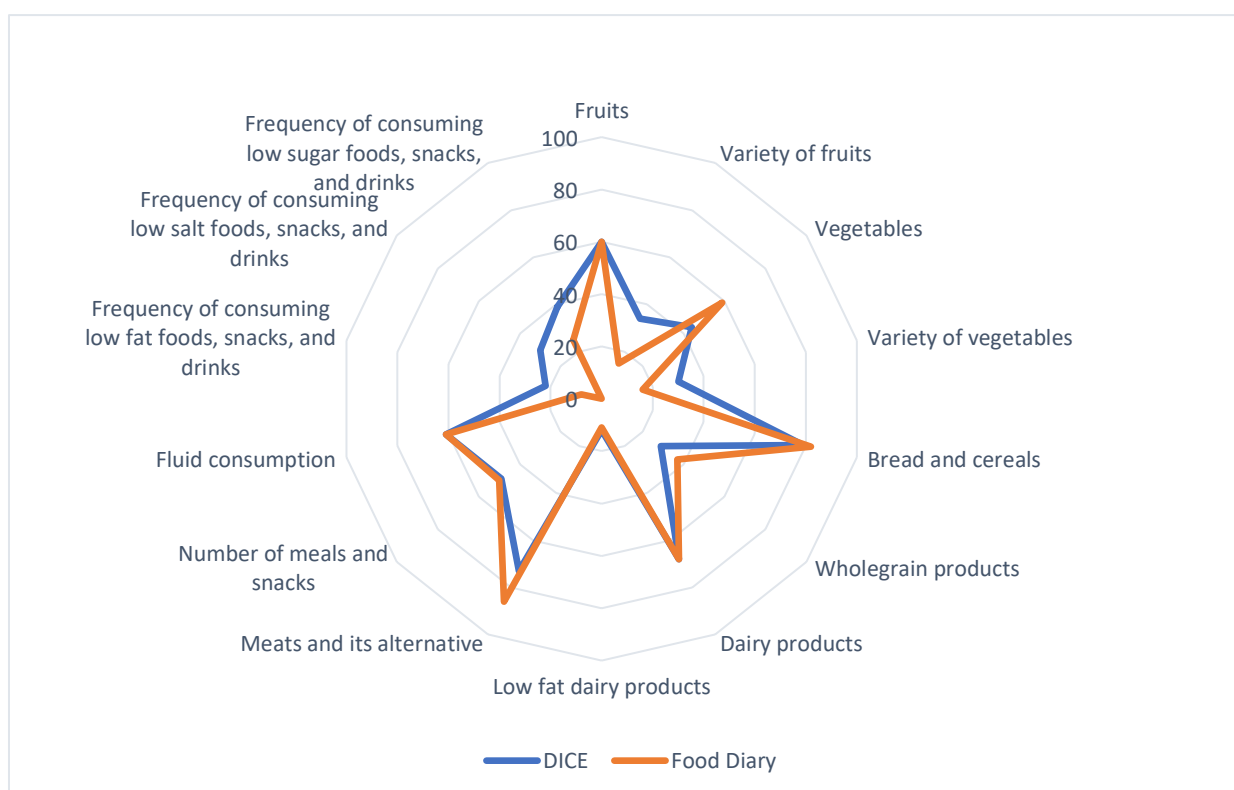 Fruits
Frequency of consuming
low sugar foods, snacks,
and drinks
100
Variety of fruits
80
Frequency of consuming
low salt foods, snacks, and
drinks
Vegetables
60
40
Frequency of consuming
low fat foods, snacks, and
drinks
Variety of vegetables
20
0
Fluid consumption
Bread and cereals
Number of meals and
snacks
Wholegrain products
Meats and its alternative
Dairy products
Low fat dairy products
DICE
Food Diary